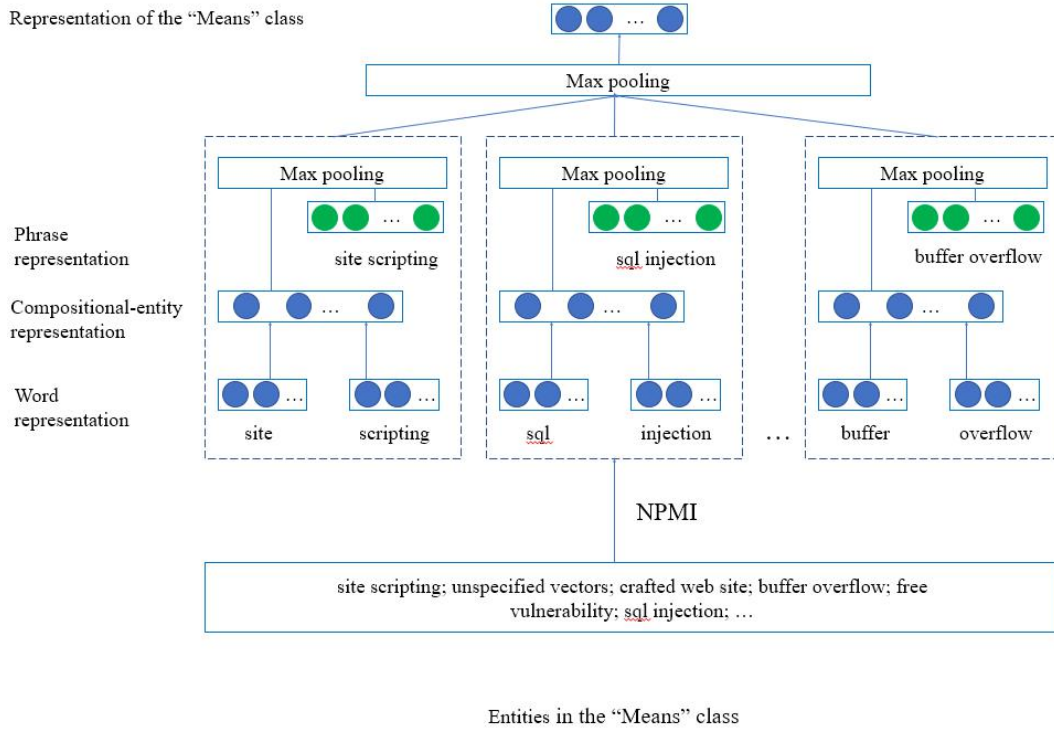 Representation of the “Means” class
...
Max pooling
Max pooling
Max pooling
Max pooling
...
...
...
Phrase
representation
site scripting
sql injection
buffer overflow
Compositional-entity
representation
...
...
...
Word
representation
...
...
...
...
...
...
site
scripting
sql
injection
...
buffer
overflow
NPMI
site scripting; unspecified vectors; crafted web site; buffer overflow; free
vulnerability; sql injection; ...
Entities in the “Means” class